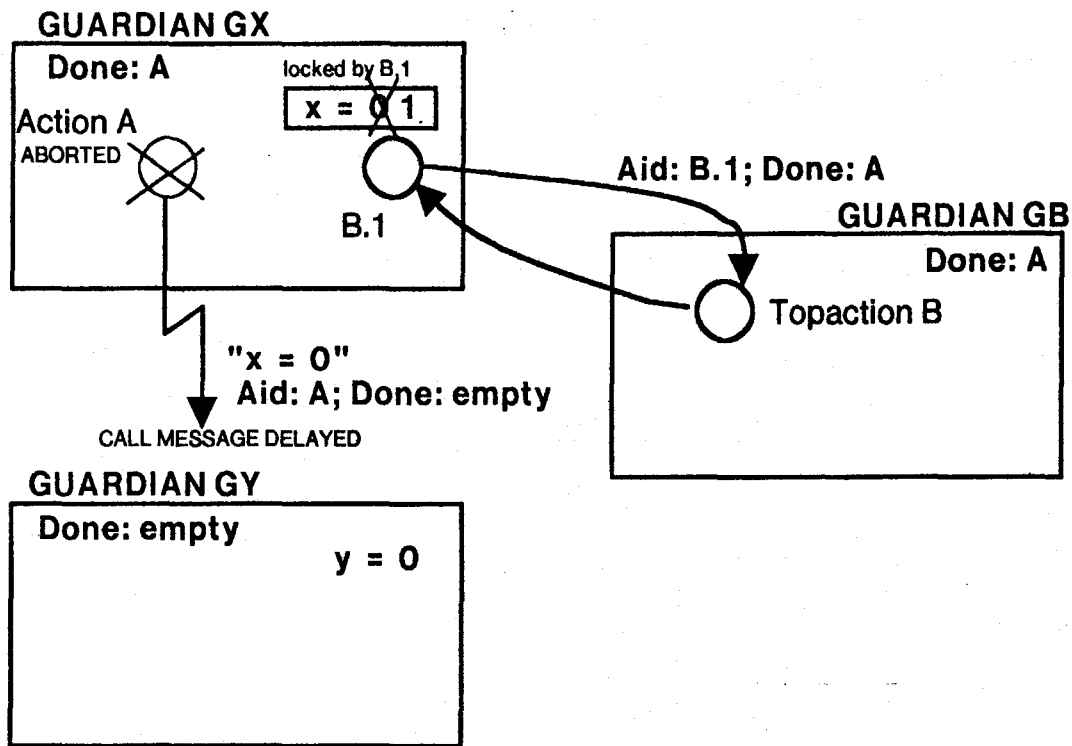 GUARDIAN GX
Done: A
locked by B.1
x = 0 1
Action A
ABORTED
B.1
Aid: B.1; Done: A
GUARDIAN GB
Done: A
Topaction B
"x = 0"
Aid: A; Done: empty
CALL MESSAGE DELAYED
GUARDIAN GY
Done: empty
y = 0